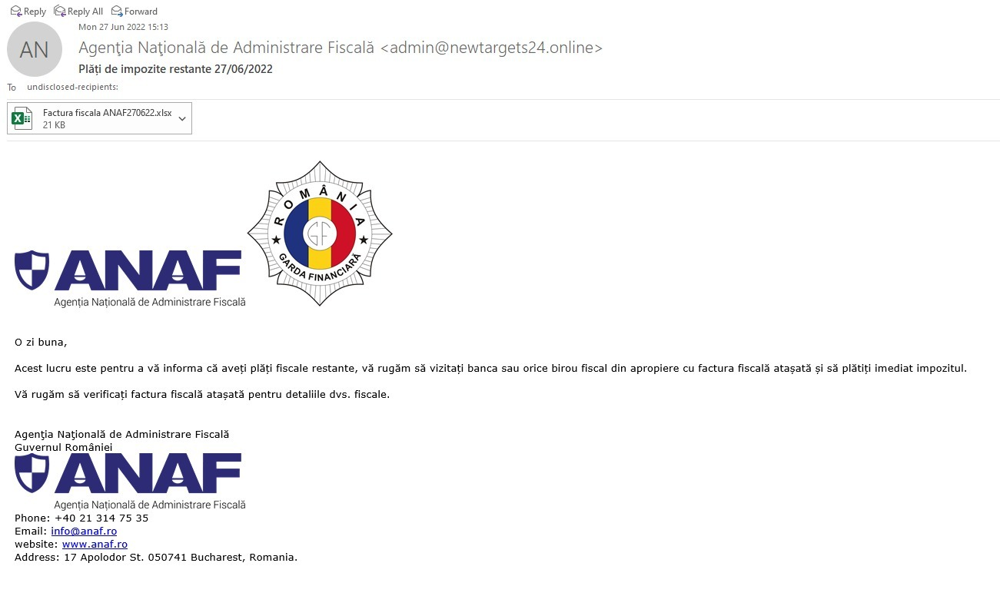 Reply Reply All Forward
Mon 27 Jun 2022 15:13
AN
Agenţia Naţională de Administrare Fiscală <admin@newtargets24.online>
Plăți de impozite restante 27/06/2022
To undisclosed-recipients:
Factura fiscala ANAF270622.xlsx
21 KB
ROMÂNIA
GF
GARDA FINANCIARĂ
ANAF
Agenția Națională de Administrare Fiscală
O zi buna,
Acest lucru este pentru a vă informa că aveți plăți fiscale restante, vă rugăm să vizitați banca sau orice birou fiscal din apropiere cu factura fiscală atașată și să plătiți imediat impozitul.
Vă rugăm să verificați factura fiscală atașată pentru detaliile dvs. fiscale.
Agenţia Naţională de Administrare Fiscală
Guvernul României
ANAF
Agenția Națională de Administrare Fiscală
Phone: +40 21 314 75 35
Email: info@anaf.ro
website: www.anaf.ro
Address: 17 Apolodor St. 050741 Bucharest, Romania.